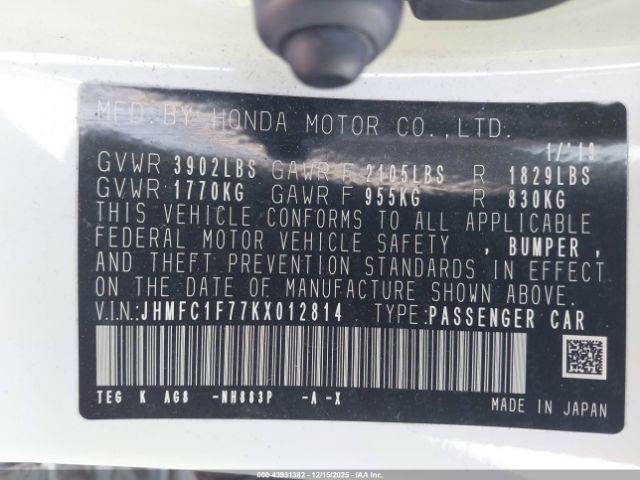 MFD.BY HONDA MOTOR CO.,LTD.
1/'19
GVWR 3902LBS GAWR F 2105LBS R 1829LBS
GVWR 1770KG GAWR F 955KG R 830KG
THIS VEHICLE CONFORMS TO ALL APPLICABLE
FEDERAL MOTOR VEHICLE SAFETY , BUMPER ,
AND THEFT PREVENTION STANDARDS IN EFFECT
ON THE DATE OF MANUFACTURE SHOWN ABOVE.
V.IN.:JHMFC1F77KX012814 TYPE:PASSENGER CAR
TEG K AG8 -NH883P -A -X
MADE IN JAPAN
000-43931382 - 12/15/2025 - IAA Inc.